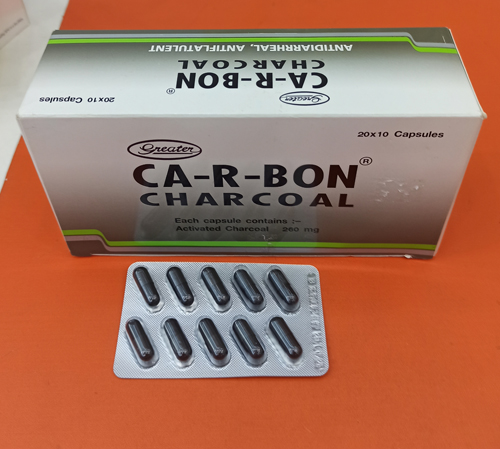 ANTIDIARRHEAL, ANTIFLATULENT
CHARCOAL
CA-R-BON®
Greater
20x10 Capsules
20x10 Capsules
Greater
CA-R-BON®
CHARCOAL
Each capsule contains :-
Activated Charcoal 260 mg